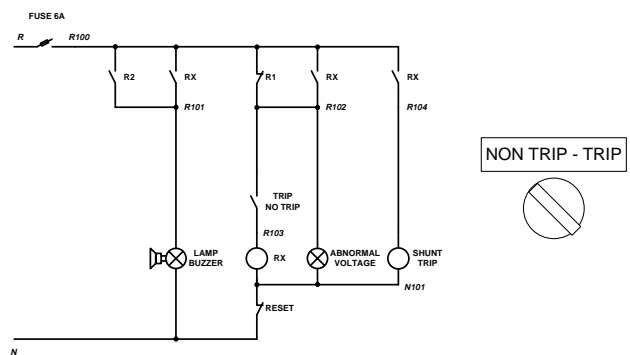 FUSE 6A
R
R100
R2
RX
R1
RX
RX
R101
R102
R104
NON TRIP - TRIP
TRIP
NO TRIP
R103
LAMP
BUZZER
RX
ABNORMAL
VOLTAGE
SHUNT
TRIP
N101
RESET
N